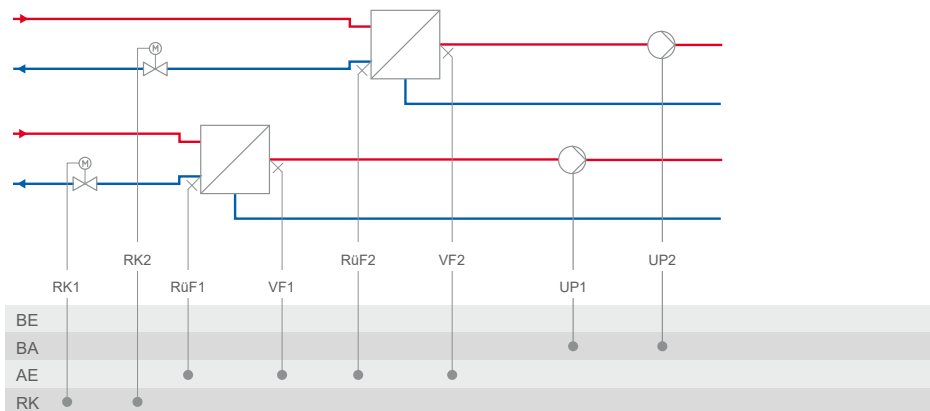 M
M
RK2 RüF2 VF2 UP2
RK1 RüF1 VF1 UP1
BE
BA
AE
RK